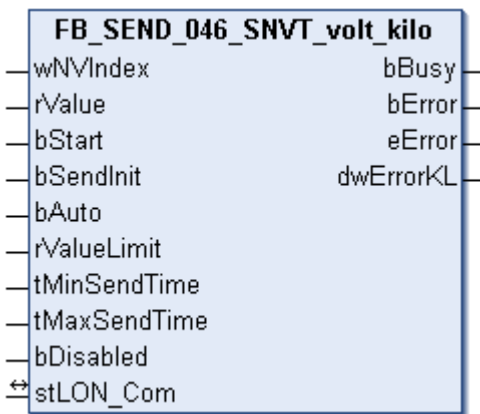 FB_SEND_046_SNVT_volt_kilo
wNVIndex bBusy
rValue bError
bStart eError
bSendInit dwErrorKL
bAuto
rValueLimit
tMinSendTime
tMaxSendTime
bDisabled
stLON_Com